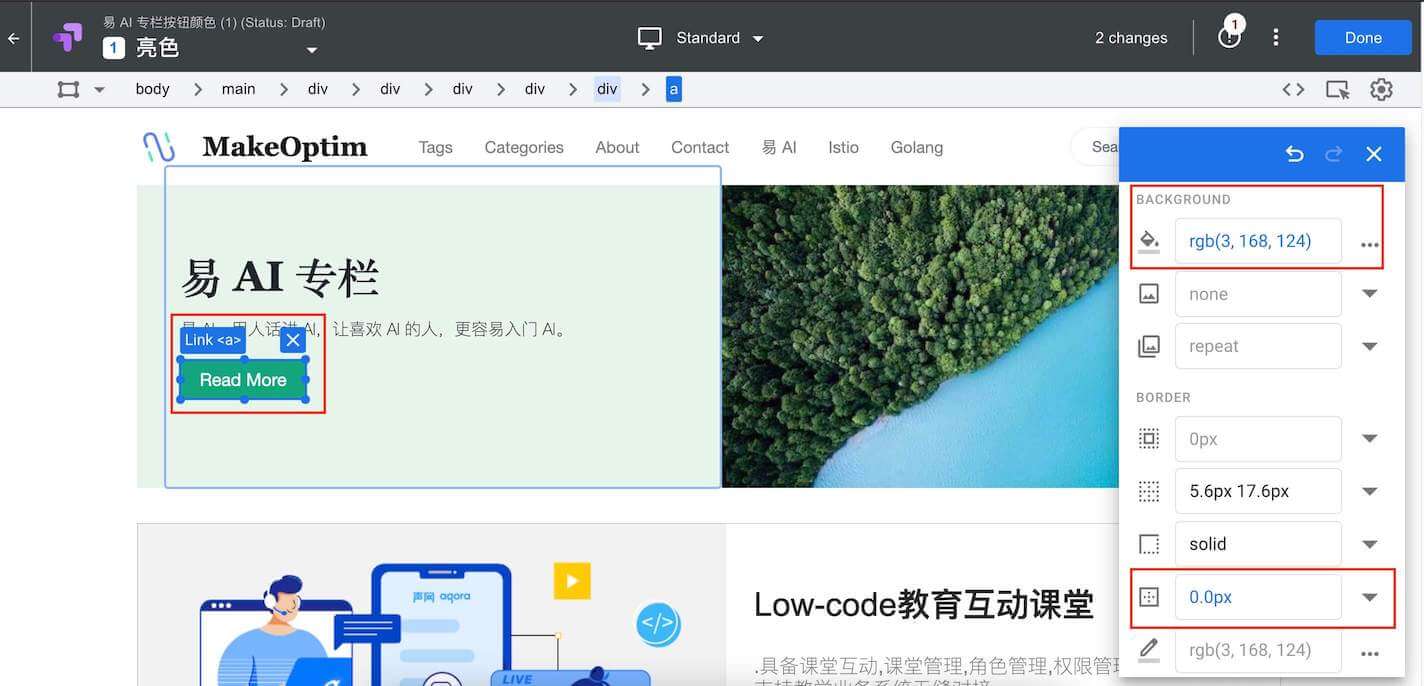 易 AI 专栏按钮颜色 (1) (Status: Draft)
1 亮色
Standard
2 changes
1
Done
body main div div div div div a
MakeOptim
Tags Categories About Contact 易 AI Istio Golang
Sea
易 AI 专栏
易 AI，用人话讲 AI，让喜欢 AI 的人，更容易入门 AI。
Link <a>
Read More
BACKGROUND
rgb(3, 168, 124)
none
repeat
BORDER
0px
5.6px 17.6px
solid
0.0px
rgb(3, 168, 124)
声网 agora
</>
LIVE
Low-code教育互动课堂
.具备课堂互动,课堂管理,角色管理,权限管理